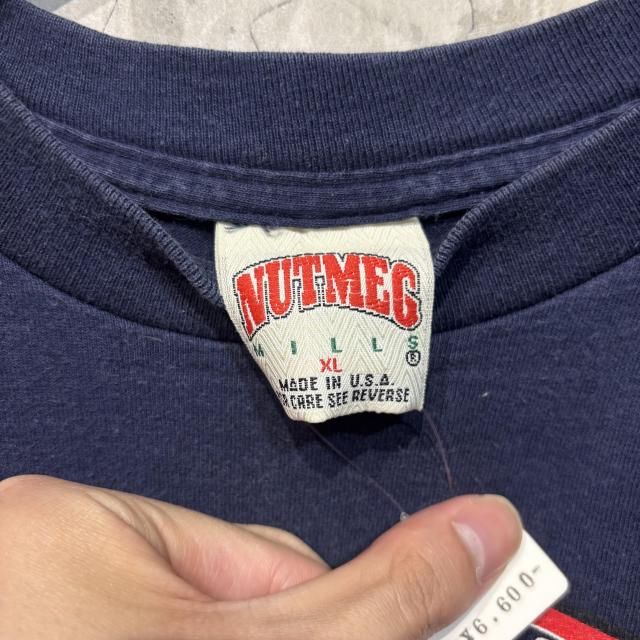 NUTMEG
MILLS
®
XL
MADE IN U.S.A.
R CARE SEE REVERSE
¥6,600-